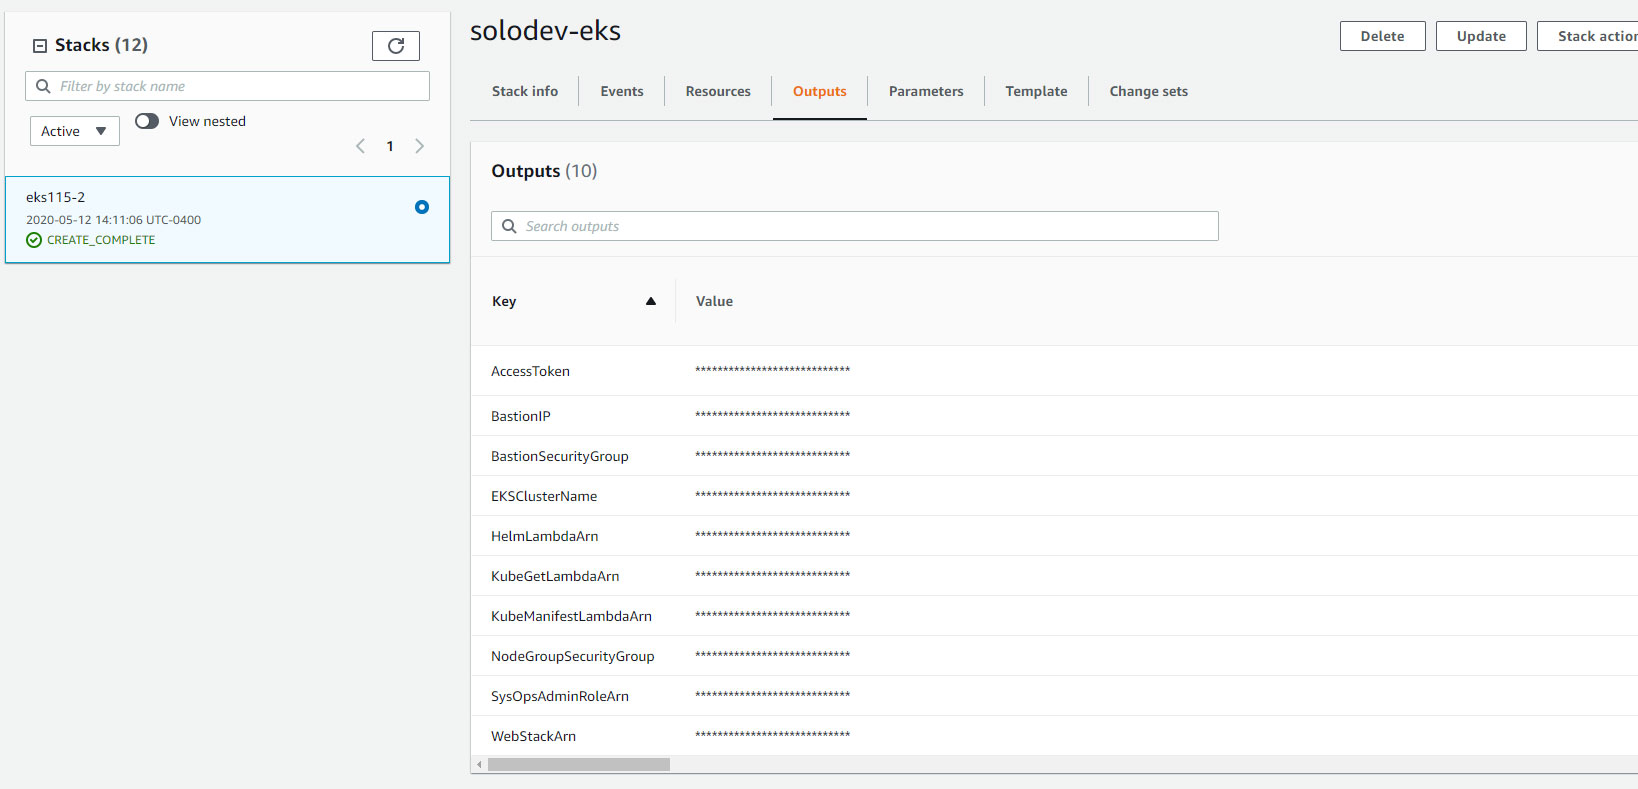 Stacks (12)
Filter by stack name
Active
View nested
1
eks115-2
2020-05-12 14:11:06 UTC-0400
CREATE_COMPLETE
solodev-eks
Delete
Update
Stack action
Stack info
Events
Resources
Outputs
Parameters
Template
Change sets
Outputs (10)
Search outputs
Key
Value
AccessToken ****************************
BastionIP ****************************
BastionSecurityGroup ****************************
EKSClusterName ****************************
HelmLambdaArn ****************************
KubeGetLambdaArn ****************************
KubeManifestLambdaArn ****************************
NodeGroupSecurityGroup ****************************
SysOpsAdminRoleArn ****************************
WebStackArn ****************************